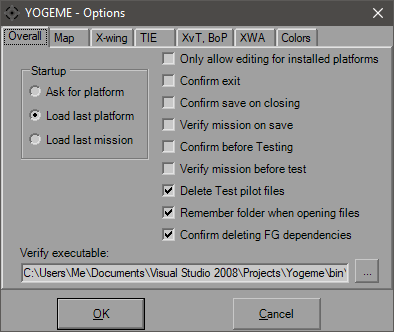 YOGEME - Options
Overall Map X-wing TIE XvT, BoP XWA Colors
Startup
Ask for platform
Load last platform
Load last mission
Only allow editing for installed platforms
Confirm exit
Confirm save on closing
Verify mission on save
Confirm before Testing
Verify mission before test
Delete Test pilot files
Remember folder when opening files
Confirm deleting FG dependencies
Verify executable:
C:\Users\Me\Documents\Visual Studio 2008\Projects\Yogeme\bin\
...
OK Cancel